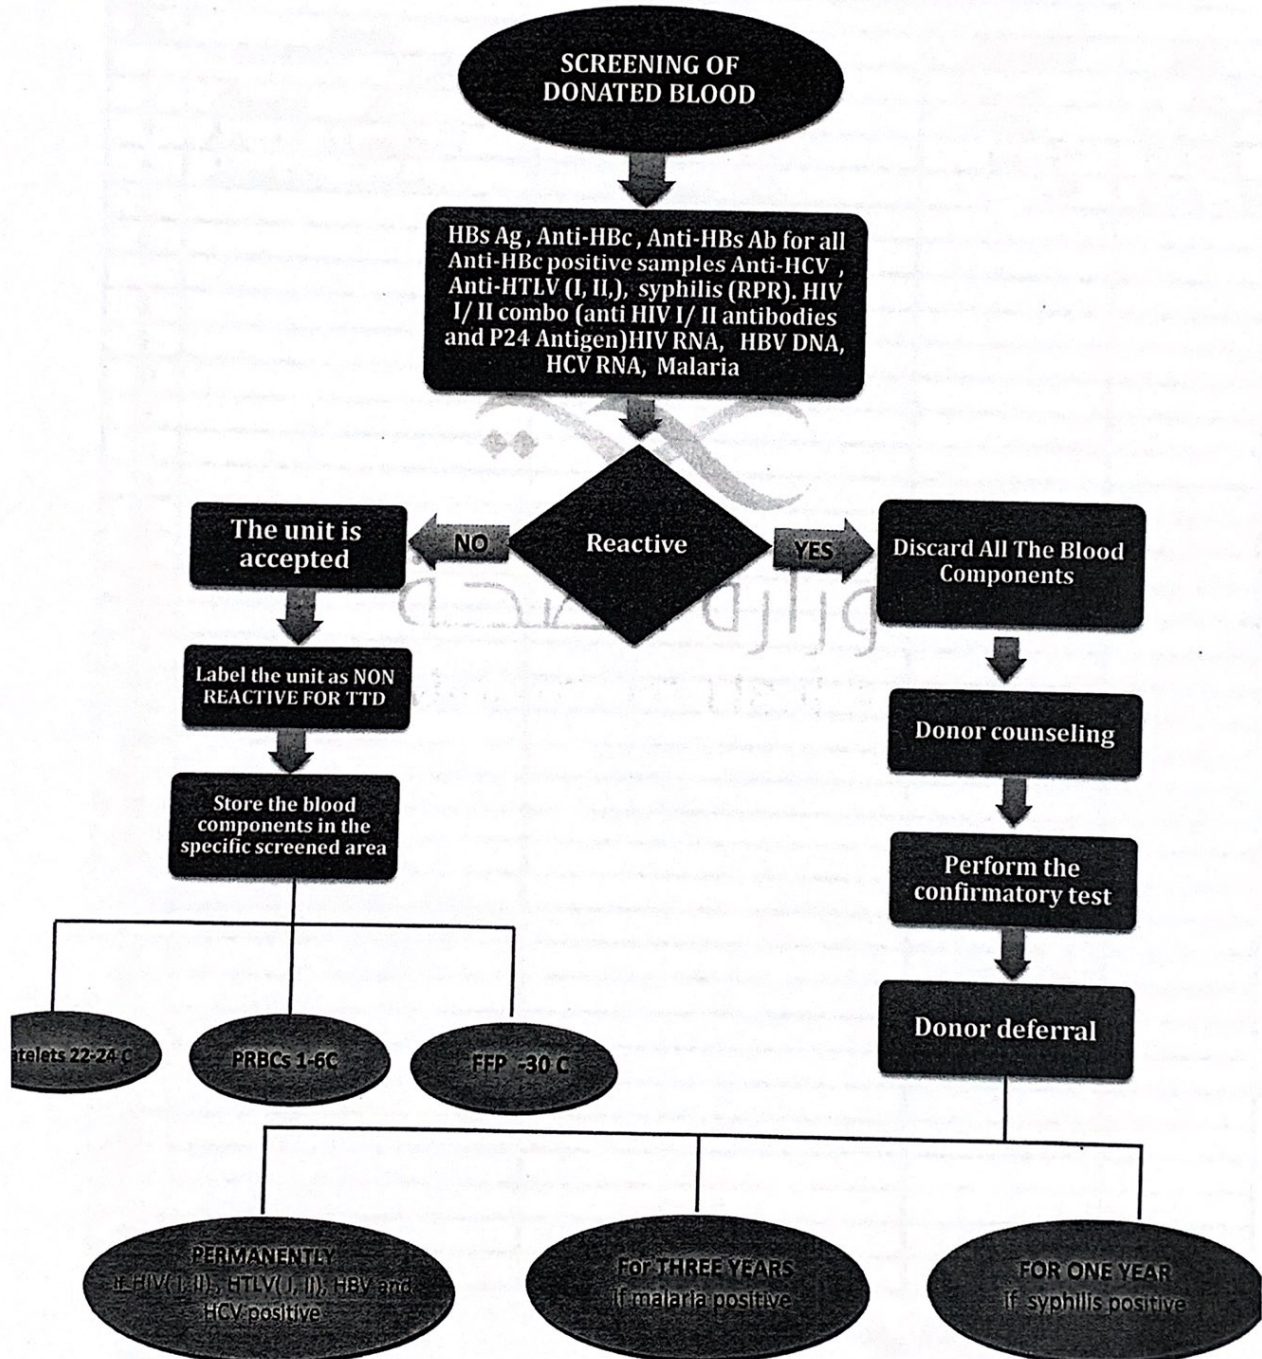 SCREENING OF
DONATED BLOOD
HBs Ag , Anti-HBc , Anti-HBs Ab for all
Anti-HBc positive samples Anti-HCV ,
Anti-HTLV (I, II,), syphilis (RPR). HIV
I/ II combo (anti HIV I/ II antibodies
and P24 Antigen)HIV RNA, HBV DNA,
HCV RNA, Malaria
Reactive
NO
YES
The unit is
accepted
Label the unit as NON
REACTIVE FOR TTD
Store the blood
components in the
specific screened area
atelets 22-24 C
PRBCs 1-6C
FFP -30 C
Discard All The Blood
Components
Donor counseling
Perform the
confirmatory test
Donor deferral
PERMANENTLY
if HIV( I, II) , HTLV( I, II), HBV and
HCV positive
For THREE YEARS
if malaria positive
FOR ONE YEAR
if syphilis positive
وزارة الصحة